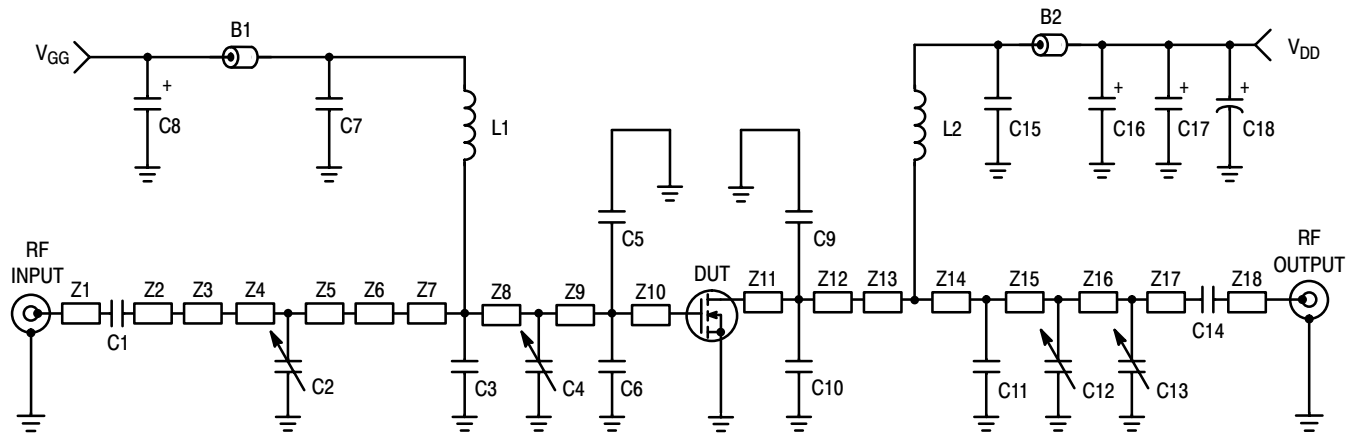 B1
B2
VGG
VDD
+
C8
C7
L1
L2
C15
+
C16
+
C17
+
C18
C5
C9
RF
INPUT
Z1
C1
Z2
Z3
Z4
Z5
Z6
Z7
Z8
Z9
Z10
DUT
Z11
Z12
Z13
Z14
Z15
Z16
Z17
C14
Z18
RF
OUTPUT
C2
C3
C4
C6
C10
C11
C12
C13